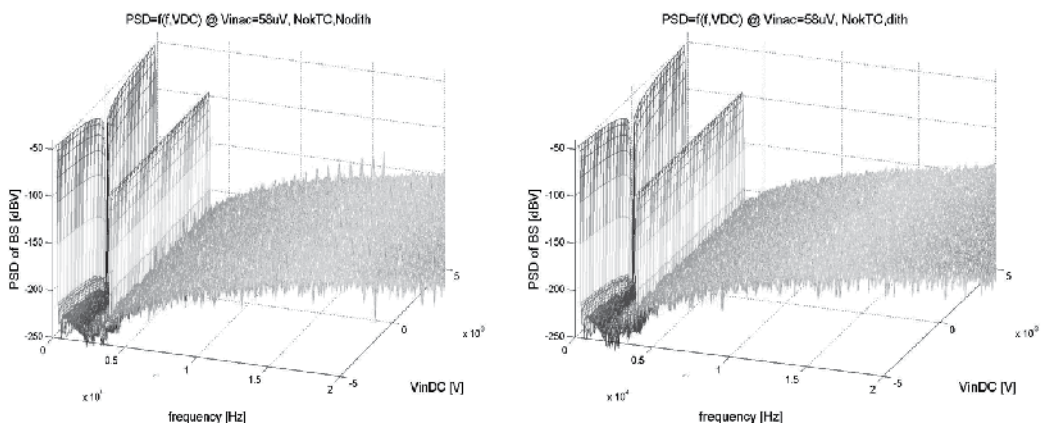 PSD=f(f,VDC) @ Vinac=58uV, NokTC,Nodith
PSD of BS [dBV]
-50
-100
-150
-200
-250
0
0.5
1
1.5
2
x 10⁴
frequency [Hz]
-5
0
5
VinDC [V]
PSD=f(f,VDC) @ Vinac=58uV, NokTC,dith
PSD of BS [dBV]
-50
-100
-150
-200
-250
0
0.5
1
1.5
2
frequency [Hz]
-5
0
5
VinDC [V]